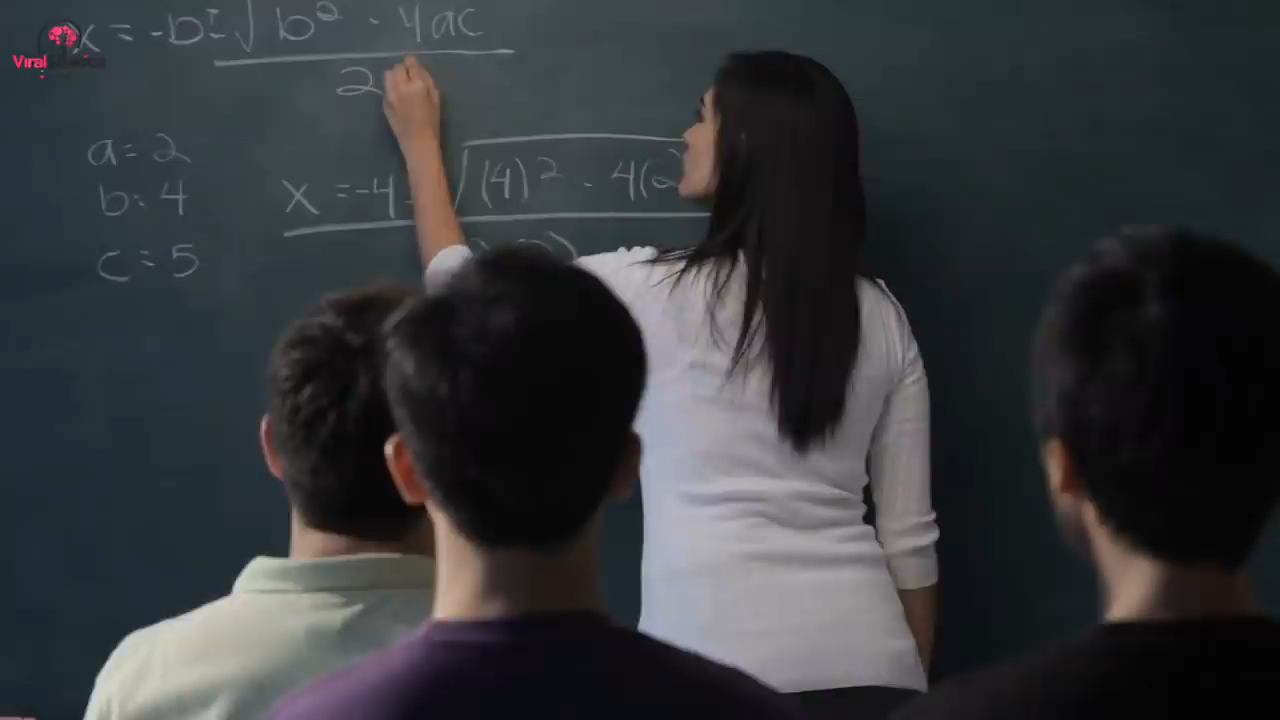 Viral
x = -b ± √b² - 4ac
2
a = 2
b = 4
x = -4 √(4)² - 4(2
c = 5